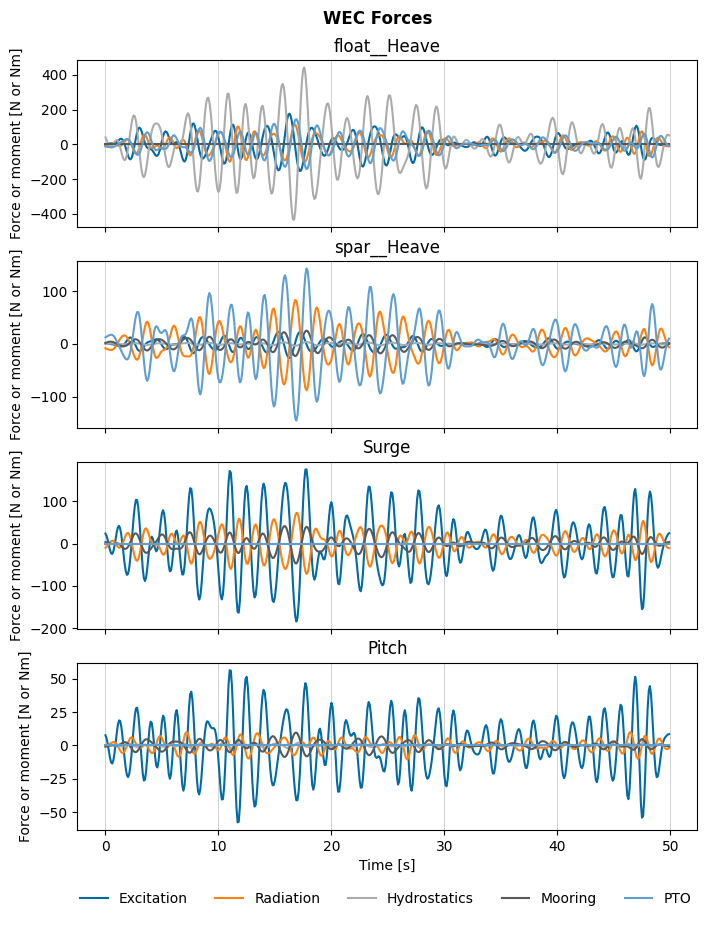 WEC Forces
float__Heave
Force or moment [N or Nm]
400
200
0
−200
−400
spar__Heave
Force or moment [N or Nm]
100
0
−100
Surge
Force or moment [N or Nm]
100
0
−100
−200
Pitch
Force or moment [N or Nm]
50
25
0
−25
−50
0 10 20 30 40 50
Time [s]
Excitation Radiation Hydrostatics Mooring PTO